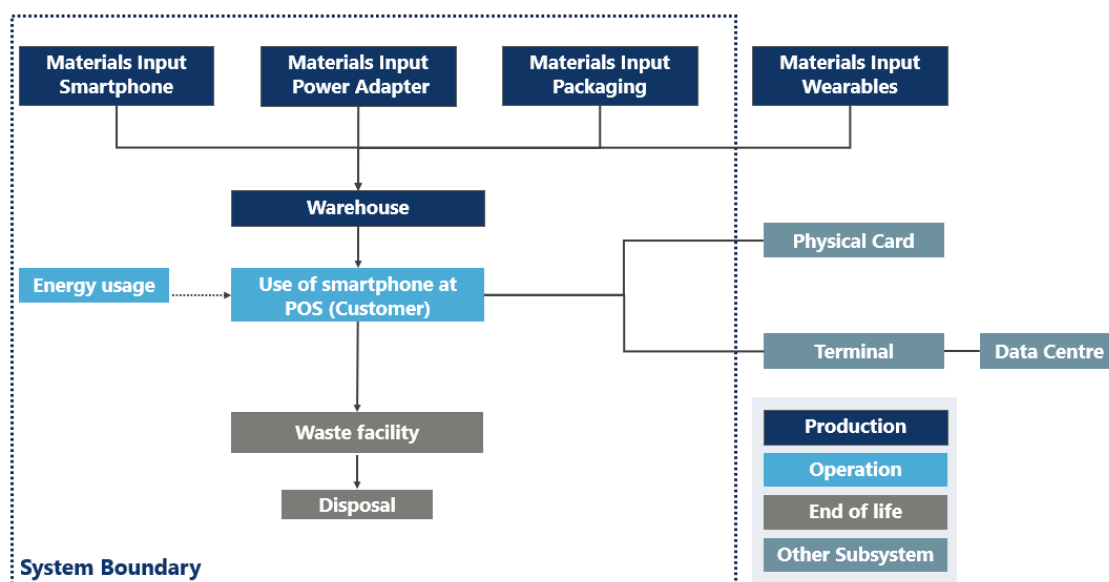 Materials Input
Smartphone
Materials Input
Power Adapter
Materials Input
Packaging
Materials Input
Wearables
Warehouse
Physical Card
Energy usage
Use of smartphone at
POS (Customer)
Terminal
Data Centre
Waste facility
Disposal
Production
Operation
End of life
Other Subsystem
System Boundary